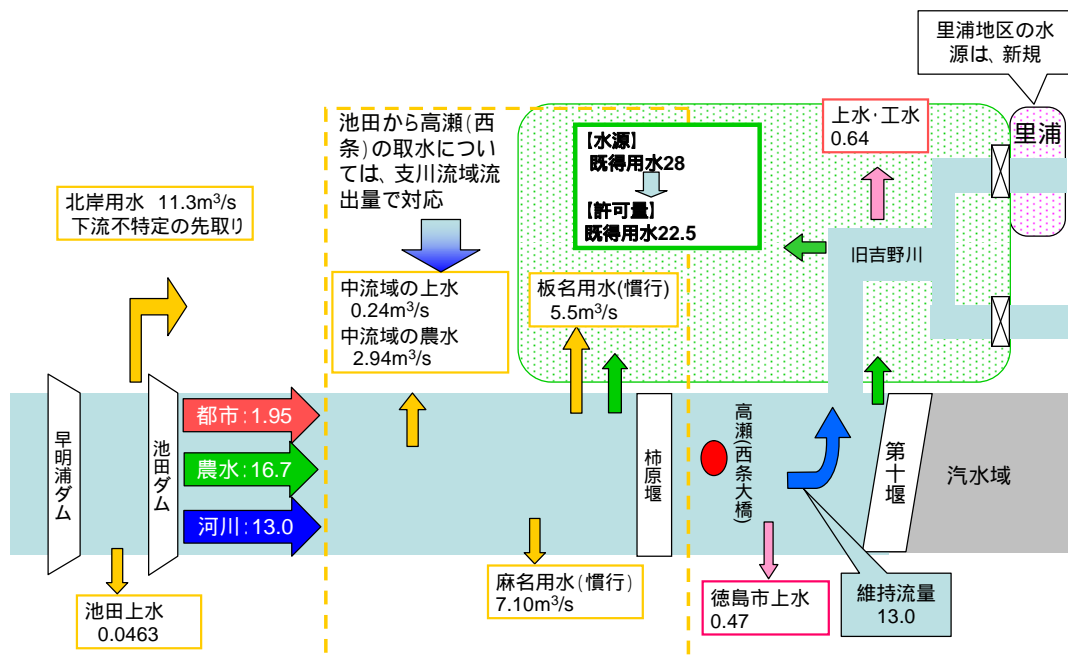 里浦地区の水
源は、新規
池田から高瀬(西
条)の取水につい
ては、支川流域流
出量で対応
【水源】
既得用水28
【許可量】
既得用水22.5
上水・工水
0.64
里浦
北岸用水 11.3m³/s
下流不特定の先取り
旧吉野川
中流域の上水
0.24m³/s
中流域の農水
2.94m³/s
板名用水(慣行)
5.5m³/s
早明浦ダム
池田ダム
都市：1.95
農水：16.7
河川：13.0
柿原堰
高瀬(西条大橋)
第十堰
汽水域
池田上水
0.0463
麻名用水(慣行)
7.10m³/s
徳島市上水
0.47
維持流量
13.0